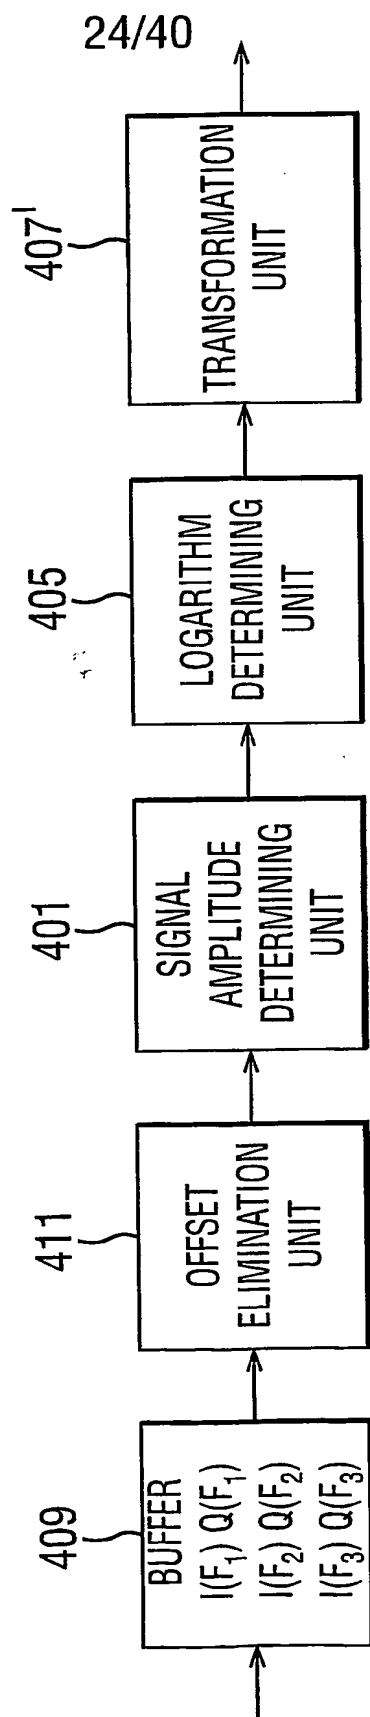 24/40
409
BUFFER
I(F₁) Q(F₁)
I(F₂) Q(F₂)
I(F₃) Q(F₃)
411
OFFSET
ELIMINATION
UNIT
401
SIGNAL
AMPLITUDE
DETERMINING
UNIT
405
LOGARITHM
DETERMINING
UNIT
407'
TRANSFORMATION
UNIT